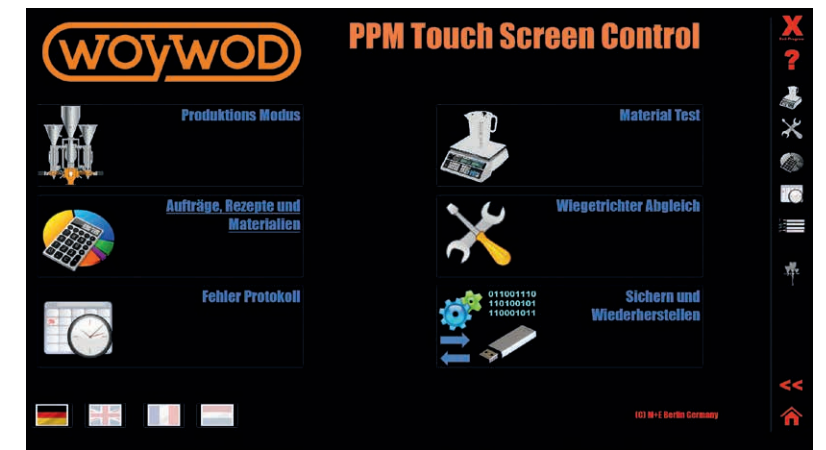 WOYWOD
PPM Touch Screen Control
X
?
Produktions Modus
Material Test
Aufträge, Rezepte und
Materialien
Wiegetrichter Abgleich
Fehler Protokoll
011001110
110100101
110001011
Sichern und
Wiederherstellen
<<
(C) M+E Berlin Germany